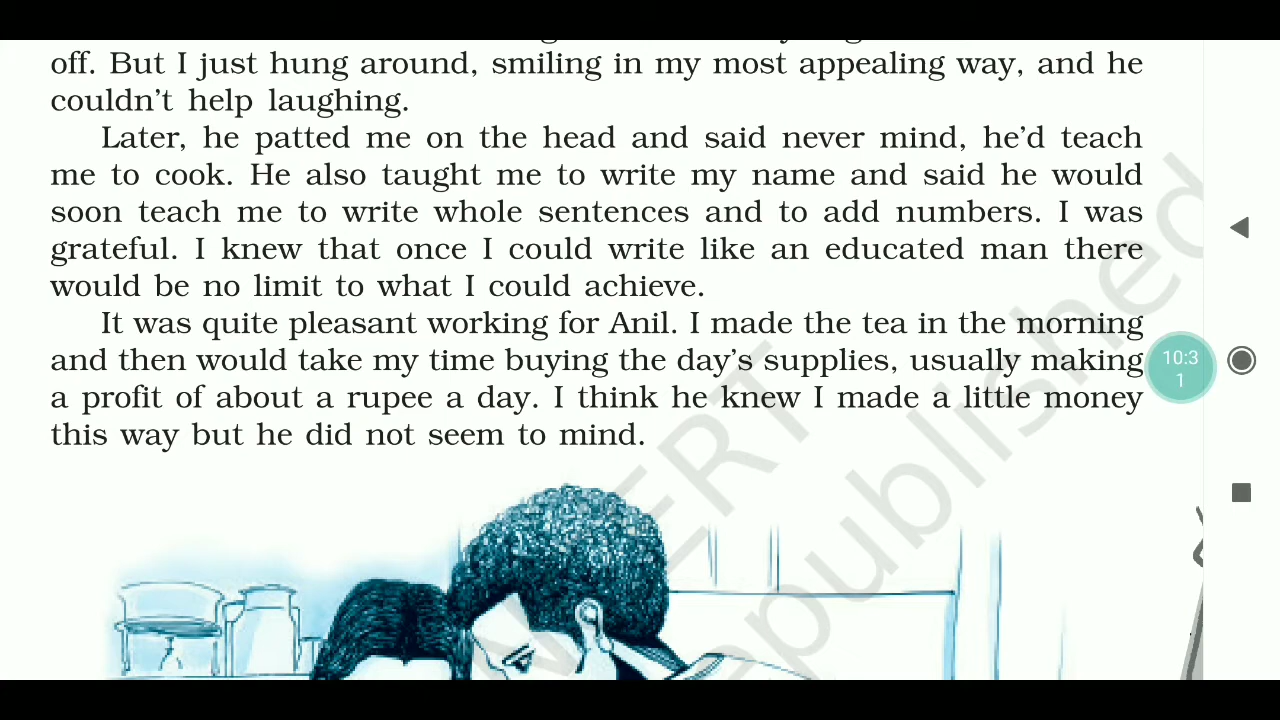 off. But I just hung around, smiling in my most appealing way, and he
couldn't help laughing.
Later, he patted me on the head and said never mind, he'd teach
me to cook. He also taught me to write my name and said he would
soon teach me to write whole sentences and to add numbers. I was
grateful. I knew that once I could write like an educated man there
would be no limit to what I could achieve.
It was quite pleasant working for Anil. I made the tea in the morning
and then would take my time buying the day's supplies, usually making
a profit of about a rupee a day. I think he knew I made a little money
this way but he did not seem to mind.
10:3
1
NCERT
republished